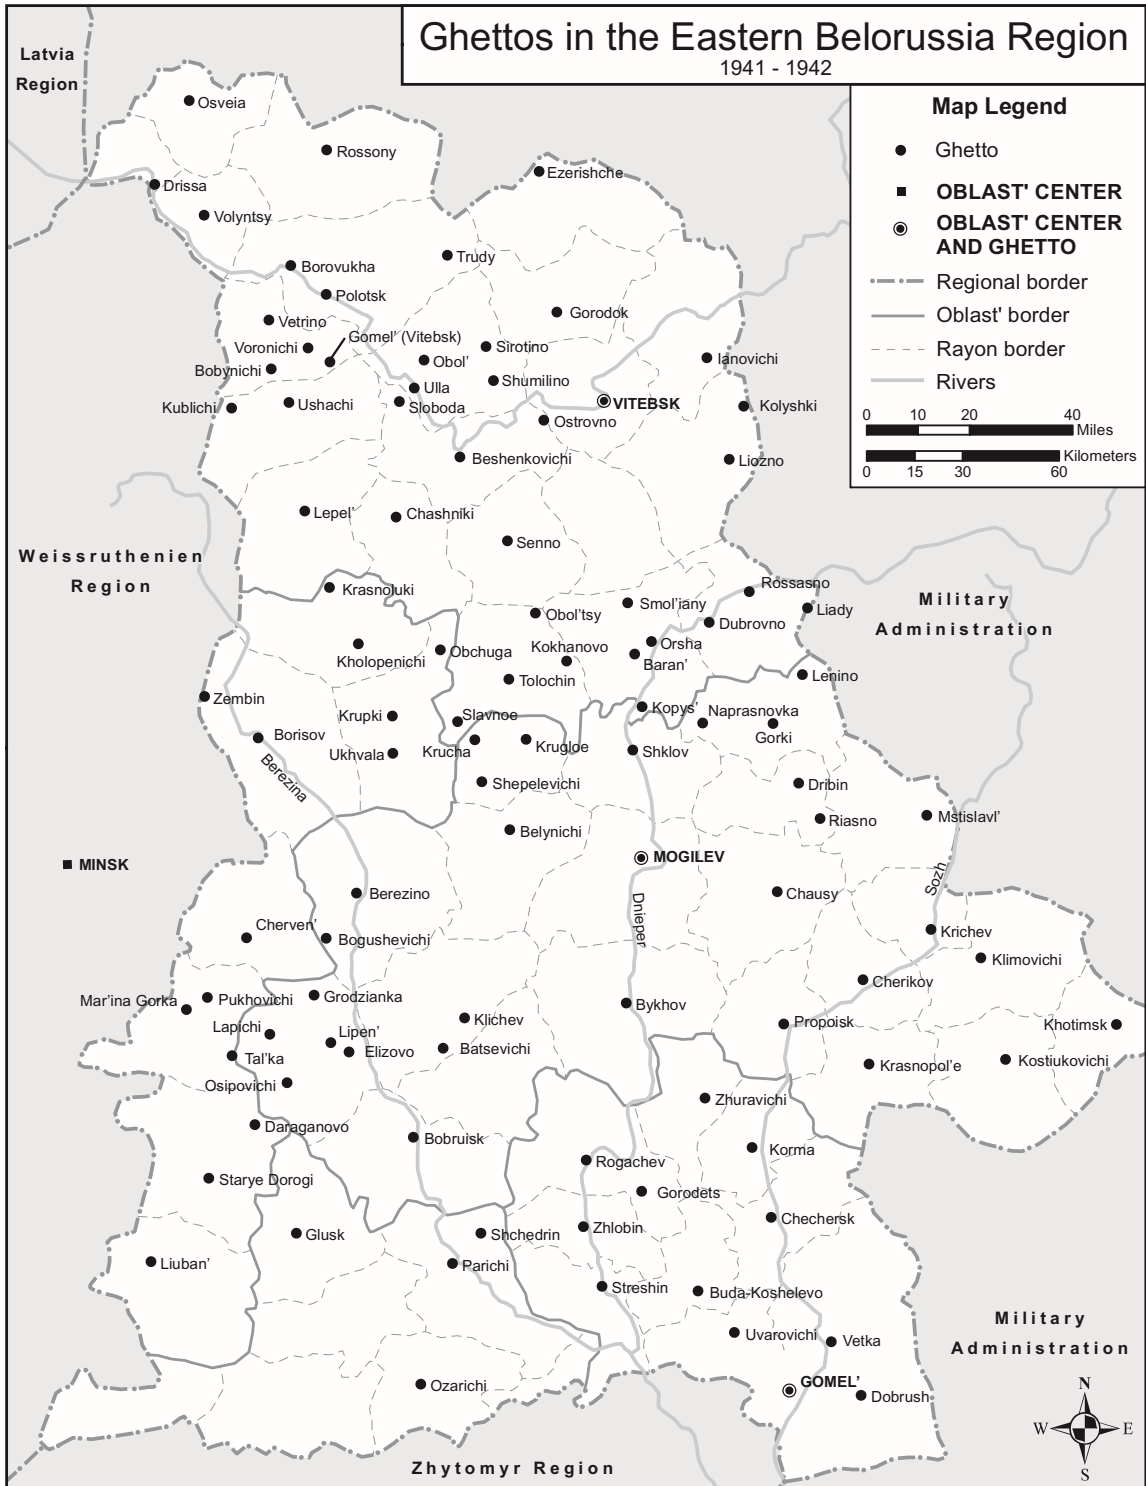 Ghettos in the Eastern Belorussia Region
1941 - 1942
Map Legend
Ghetto
OBLAST' CENTER
OBLAST' CENTER
AND GHETTO
Regional border
Oblast' border
Rayon border
Rivers
0 10 20 40
Miles
Kilometers
0 15 30 60
Latvia
Region
Osveia
Rossony
Ezerishche
Drissa
Volyntsy
Trudy
Borovukha
Polotsk
Gorodok
Vetrino
Gomel' (Vitebsk)
Voronichi
Sirotino
Obol'
Ianovichi
Bobynichi
Shumilino
Ulla
Kublichi
Ushachi
Sloboda
VITEBSK
Kolyshki
Ostrovno
Beshenkovichi
Liozno
Lepel'
Chashniki
Senno
Weissruthenien
Region
Krasnoluki
Rossasno
Smol'iany
Liady
Obol'tsy
Dubrovno
Military
Administration
Kokhanovo
Orsha
Obchuga
Kholopenichi
Baran'
Tolochin
Lenino
Zembin
Kopys'
Naprasnovka
Krupki
Slavnoe
Gorki
Borisov
Ukhvala
Krucha
Krugloe
Shklov
Berezina
Shepelevichi
Dribin
Riasno
Mstislavl'
Belynichi
MINSK
MOGILEV
Sozh
Berezino
Chausy
Dnieper
Cherven'
Bogushevichi
Krichev
Klimovichi
Cherikov
Mar'ina Gorka
Pukhovichi
Grodzianka
Bykhov
Lapichi
Lipen'
Klichev
Propoisk
Khotimsk
Tal'ka
Elizovo
Batsevichi
Krasnopol'e
Kostiukovichi
Osipovichi
Zhuravichi
Daraganovo
Bobruisk
Korma
Rogachev
Starye Dorogi
Gorodets
Chechersk
Glusk
Shchedrin
Zhlobin
Liuban'
Parichi
Streshin
Buda-Koshelevo
Military
Administration
Uvarovichi
Vetka
Ozarichi
GOMEL'
Dobrush
N
W E
S
Zhytomyr Region